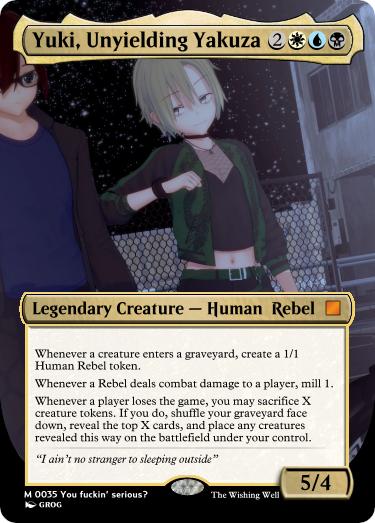 Yuki, Unyielding Yakuza 2
Legendary Creature — Human Rebel
Whenever a creature enters a graveyard, create a 1/1
Human Rebel token.
Whenever a Rebel deals combat damage to a player, mill 1.
Whenever a player loses the game, you may sacrifice X
creature tokens. If you do, shuffle your graveyard face
down, reveal the top X cards, and place any creatures
revealed this way on the battlefield under your control.
“I ain’t no stranger to sleeping outside”
5/4
M 0035 You fuckin’ serious?
GROG
The Wishing Well